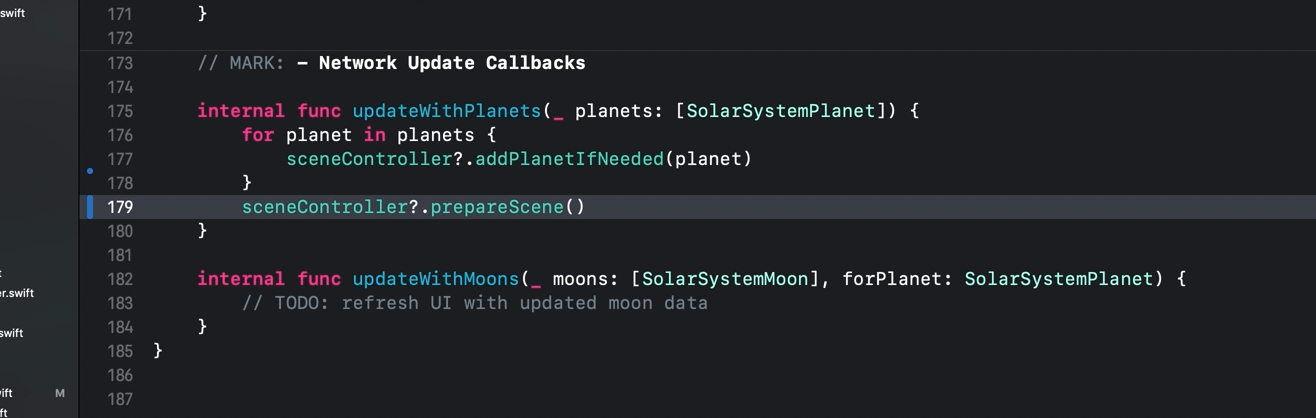 swift
171 }
172
173 // MARK: - Network Update Callbacks
174
175 internal func updateWithPlanets(_ planets: [SolarSystemPlanet]) {
176 for planet in planets {
177 sceneController?.addPlanetIfNeeded(planet)
178 }
179 sceneController?.prepareScene()
180 }
181
182 internal func updateWithMoons(_ moons: [SolarSystemMoon], forPlanet: SolarSystemPlanet) {
183 // TODO: refresh UI with updated moon data
184 }
185 }
186
187
t
er.swift
swift
ift M
ft